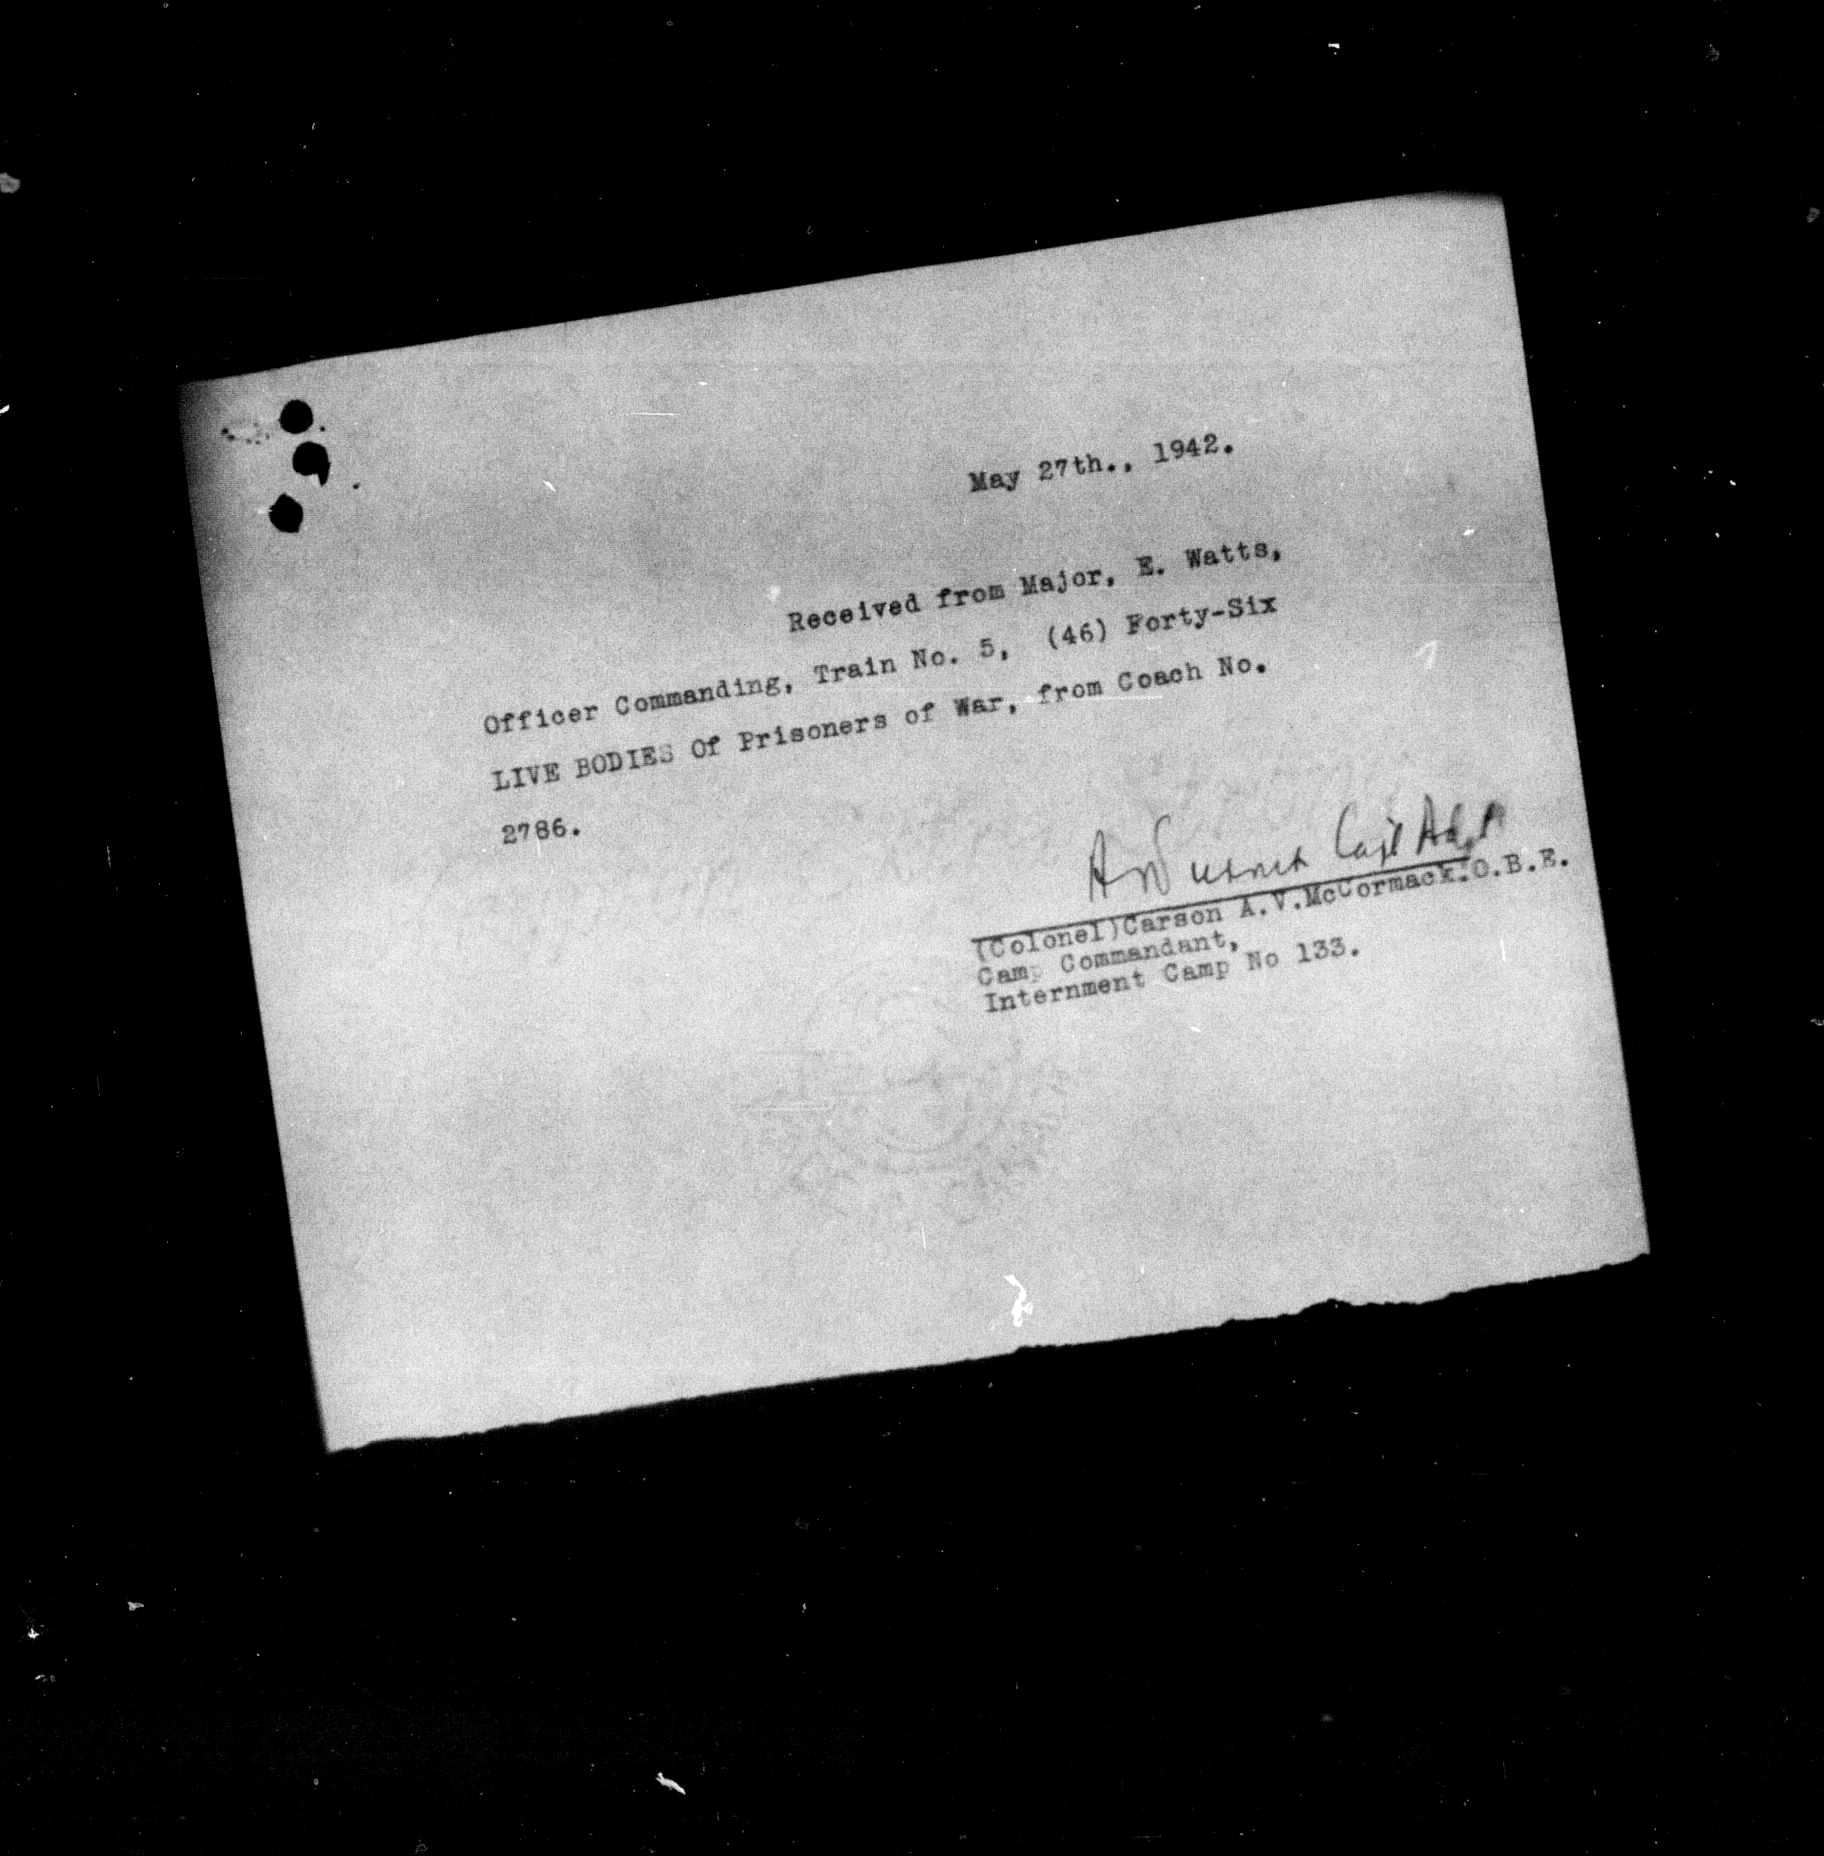 May 27th., 1942.
Received from Major, E. Watts,
Officer Commanding, Train No. 5, (46) Forty-Six
LIVE BODIES Of Prisoners of War, from Coach No.
2786.
Capt Adjt
(Colonel)Carson A.V.McCormack.O.B.E.
Camp Commandant,
Internment Camp No 133.